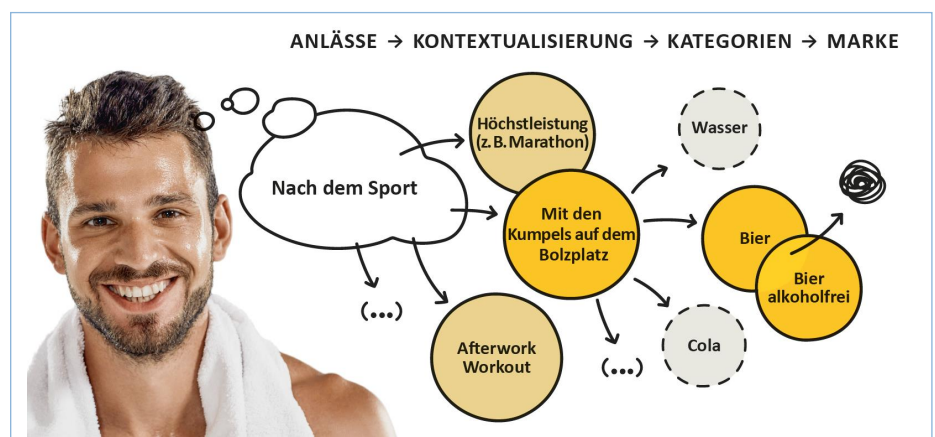 ANLÄSSE → KONTEXTUALISIERUNG → KATEGORIEN → MARKE
Nach dem Sport
Höchstleistung
(z. B. Marathon)
Mit den
Kumpels auf dem
Bolzplatz
Afterwork
Workout
(...)
Wasser
Bier
Bier
alkoholfrei
Cola
(...)